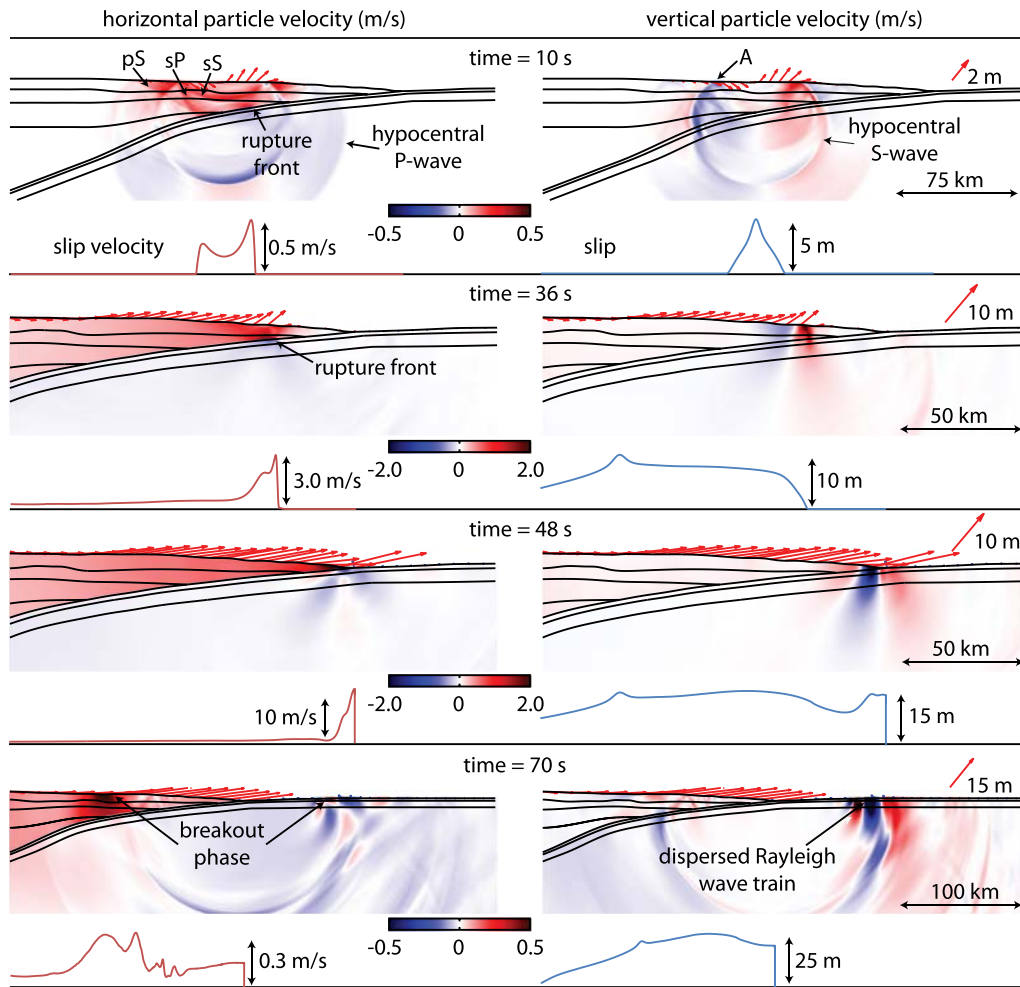 horizontal particle velocity (m/s)
vertical particle velocity (m/s)
time = 10 s
pS
sP
sS
rupture
front
hypocentral
P-wave
A
2 m
hypocentral
S-wave
75 km
-0.5
0
0.5
slip velocity
0.5 m/s
slip
5 m
time = 36 s
rupture front
10 m
50 km
-2.0
0
2.0
3.0 m/s
10 m
time = 48 s
10 m
50 km
-2.0
0
2.0
10 m/s
15 m
time = 70 s
breakout
phase
15 m
dispersed Rayleigh
wave train
100 km
-0.5
0
0.5
0.3 m/s
25 m